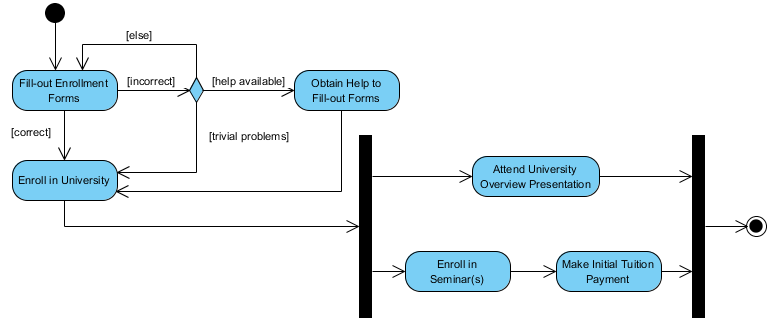 [else]
Fill-out Enrollment
Forms
[incorrect]
[help available]
Obtain Help to
Fill-out Forms
[correct]
[trivial problems]
Enroll in University
Attend University
Overview Presentation
Enroll in
Seminar(s)
Make Initial Tuition
Payment